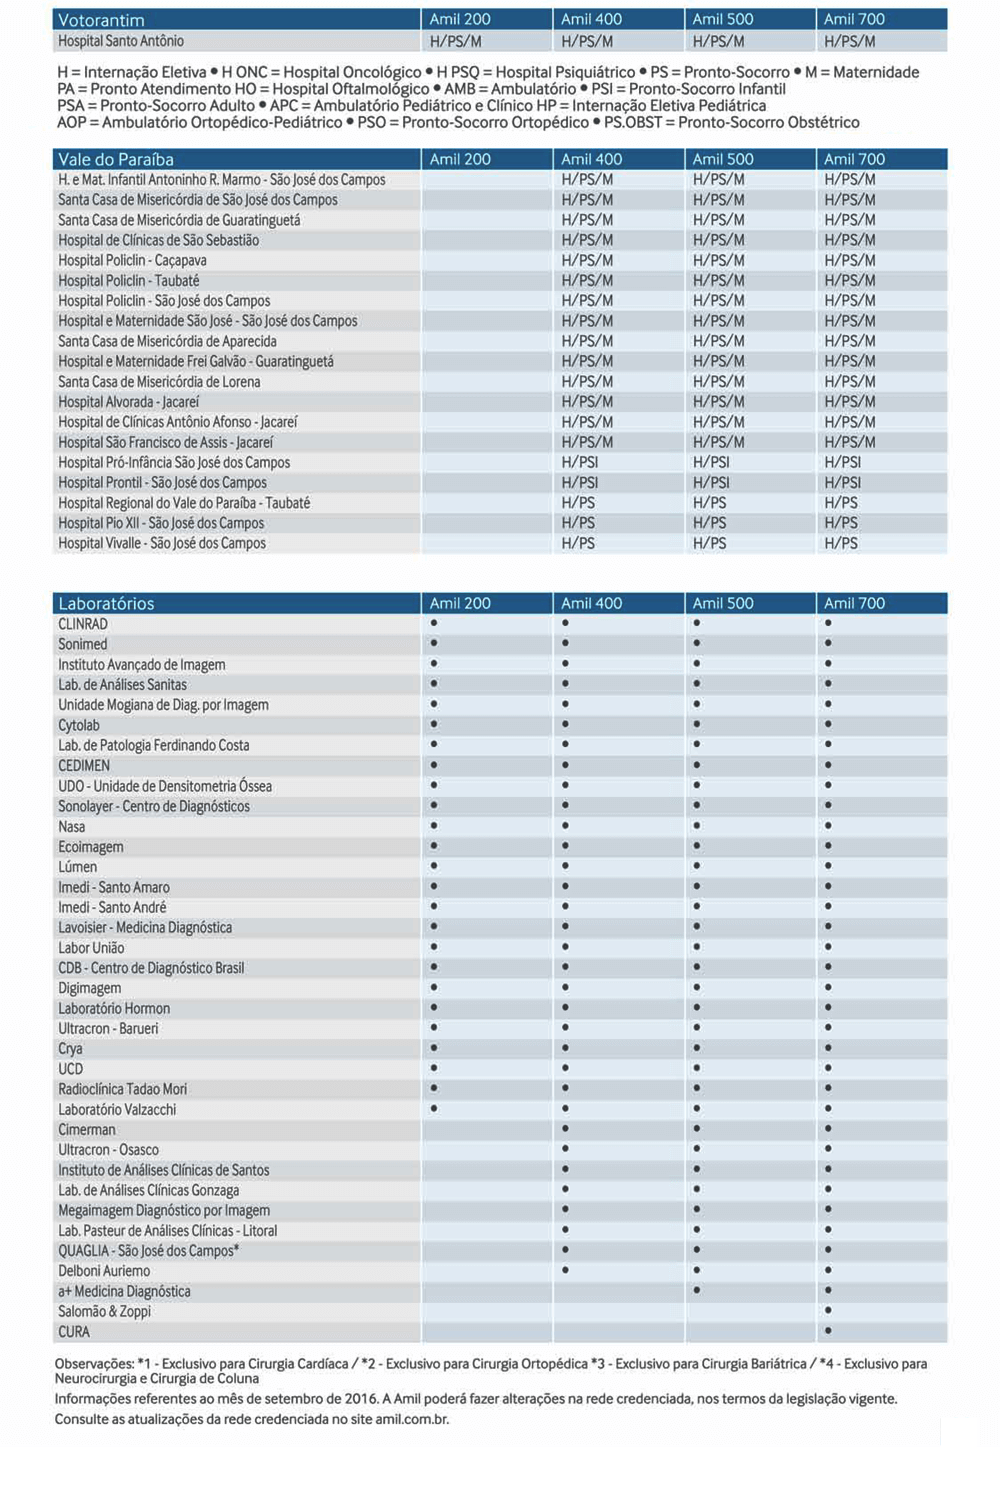 Votorantim Amil 200 Amil 400 Amil 500 Amil 700
Hospital Santo Antônio H/PS/M H/PS/M H/PS/M H/PS/M
H = Internação Eletiva • H ONC = Hospital Oncológico • H PSQ = Hospital Psiquiátrico • PS = Pronto-Socorro • M = Maternidade
PA = Pronto Atendimento HO = Hospital Oftalmológico • AMB = Ambulatório • PSI = Pronto-Socorro Infantil
PSA = Pronto-Socorro Adulto • APC = Ambulatório Pediátrico e Clínico HP = Internação Eletiva Pediátrica
AOP = Ambulatório Ortopédico-Pediátrico • PSO = Pronto-Socorro Ortopédico • PS.OBST = Pronto-Socorro Obstétrico
Vale do Paraíba Amil 200 Amil 400 Amil 500 Amil 700
H. e Mat. Infantil Antoninho R. Marmo - São José dos Campos H/PS/M H/PS/M H/PS/M
Santa Casa de Misericórdia de São José dos Campos H/PS/M H/PS/M H/PS/M
Santa Casa de Misericórdia de Guaratinguetá H/PS/M H/PS/M H/PS/M
Hospital de Clínicas de São Sebastião H/PS/M H/PS/M H/PS/M
Hospital Policlin - Caçapava H/PS/M H/PS/M H/PS/M
Hospital Policlin - Taubaté H/PS/M H/PS/M H/PS/M
Hospital Policlin - São José dos Campos H/PS/M H/PS/M H/PS/M
Hospital e Maternidade São José - São José dos Campos H/PS/M H/PS/M H/PS/M
Santa Casa de Misericórdia de Aparecida H/PS/M H/PS/M H/PS/M
Hospital e Maternidade Frei Galvão - Guaratinguetá H/PS/M H/PS/M H/PS/M
Santa Casa de Misericórdia de Lorena H/PS/M H/PS/M H/PS/M
Hospital Alvorada - Jacareí H/PS/M H/PS/M H/PS/M
Hospital de Clínicas Antônio Afonso - Jacareí H/PS/M H/PS/M H/PS/M
Hospital São Francisco de Assis - Jacareí H/PS/M H/PS/M H/PS/M
Hospital Pró-Infância São José dos Campos H/PSI H/PSI H/PSI
Hospital Prontil - São José dos Campos H/PSI H/PSI H/PSI
Hospital Regional do Vale do Paraíba - Taubaté H/PS H/PS H/PS
Hospital Pio XII - São José dos Campos H/PS H/PS H/PS
Hospital Vivalle - São José dos Campos H/PS H/PS H/PS
Laboratórios Amil 200 Amil 400 Amil 500 Amil 700
CLINRAD • • • •
Sonimed • • • •
Instituto Avançado de Imagem • • • •
Lab. de Análises Sanitas • • • •
Unidade Mogiana de Diag. por Imagem • • • •
Cytolab • • • •
Lab. de Patologia Ferdinando Costa • • • •
CEDIMEN • • • •
UDO - Unidade de Densitometria Óssea • • • •
Sonolayer - Centro de Diagnósticos • • • •
Nasa • • • •
Ecoimagem • • • •
Lúmen • • • •
Imedi - Santo Amaro • • • •
Imedi - Santo André • • • •
Lavoisier - Medicina Diagnóstica • • • •
Labor União • • • •
CDB - Centro de Diagnóstico Brasil • • • •
Digimagem • • • •
Laboratório Hormon • • • •
Ultracron - Barueri • • • •
Crya • • • •
UCD • • • •
Radioclínica Tadao Mori • • • •
Laboratório Valzacchi • • • •
Cimerman • • •
Ultracron - Osasco • • •
Instituto de Análises Clínicas de Santos • • •
Lab. de Análises Clínicas Gonzaga • • •
Megaimagem Diagnóstico por Imagem • • •
Lab. Pasteur de Análises Clínicas - Litoral • • •
QUAGLIA - São José dos Campos* • • •
Delboni Auriemo • • •
a+ Medicina Diagnóstica • •
Salomão & Zoppi •
CURA •
Observações: *1 - Exclusivo para Cirurgia Cardíaca / *2 - Exclusivo para Cirurgia Ortopédica *3 - Exclusivo para Cirurgia Bariátrica / *4 - Exclusivo para
Neurocirurgia e Cirurgia de Coluna
Informações referentes ao mês de setembro de 2016. A Amil poderá fazer alterações na rede credenciada, nos termos da legislação vigente.
Consulte as atualizações da rede credenciada no site amil.com.br.